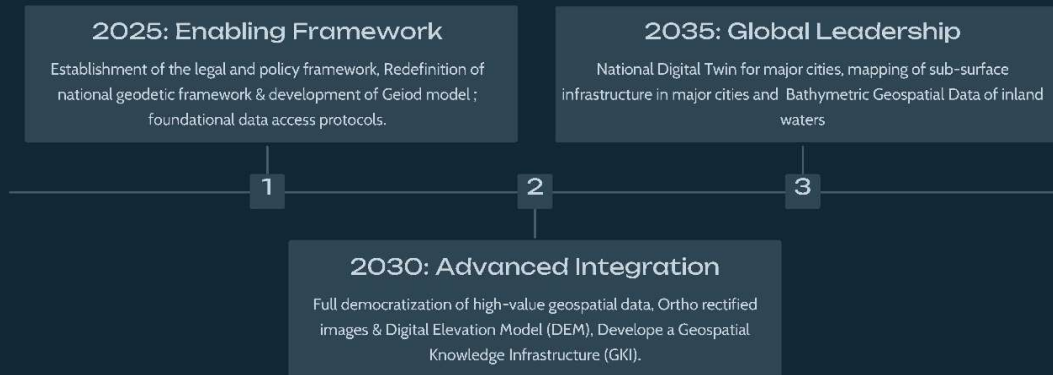 2025: Enabling Framework
Establishment of the legal and policy framework, Redefinition of
national geodetic framework & development of Geiod model ;
foundational data access protocols.
2035: Global Leadership
National Digital Twin for major cities, mapping of sub-surface
infrastructure in major cities and Bathymetric Geospatial Data of inland
waters
1
2
3
2030: Advanced Integration
Full democratization of high-value geospatial data, Ortho rectified
images & Digital Elevation Model (DEM), Develope a Geospatial
Knowledge Infrastructure (GKI).